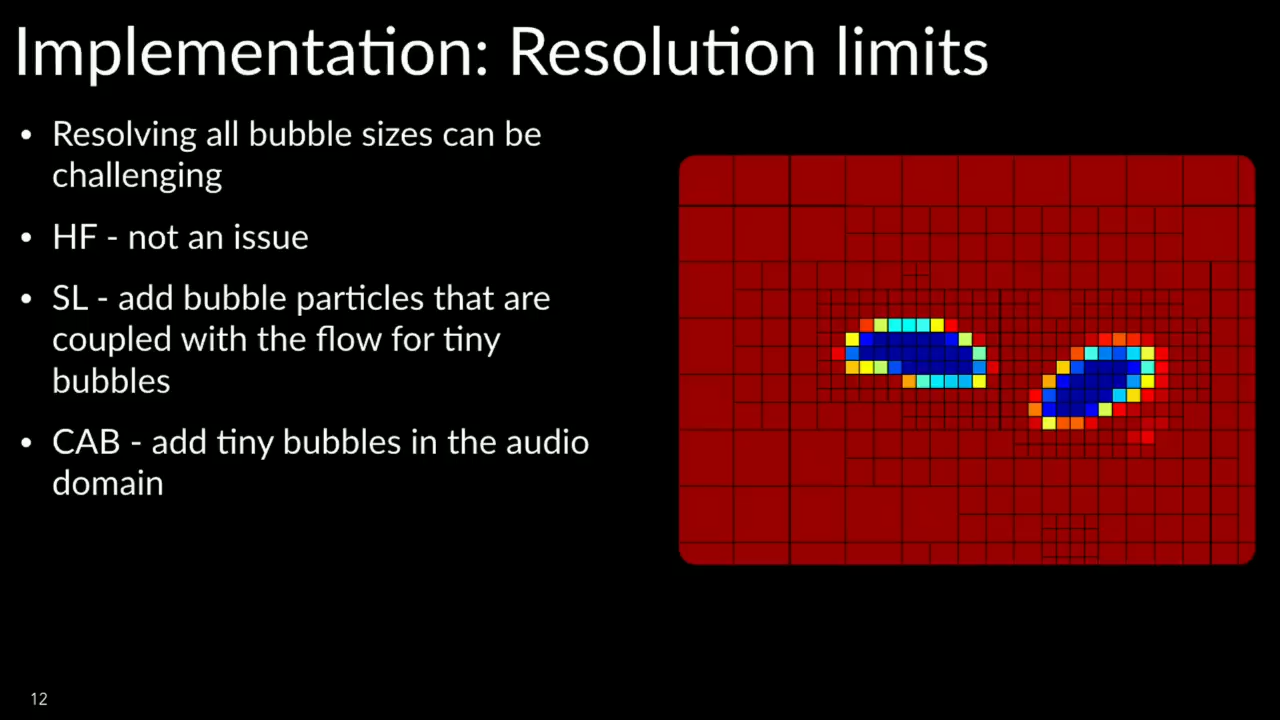 Implementation: Resolution limits
• Resolving all bubble sizes can be
challenging
• HF - not an issue
• SL - add bubble particles that are
coupled with the flow for tiny
bubbles
• CAB - add tiny bubbles in the audio
domain
12